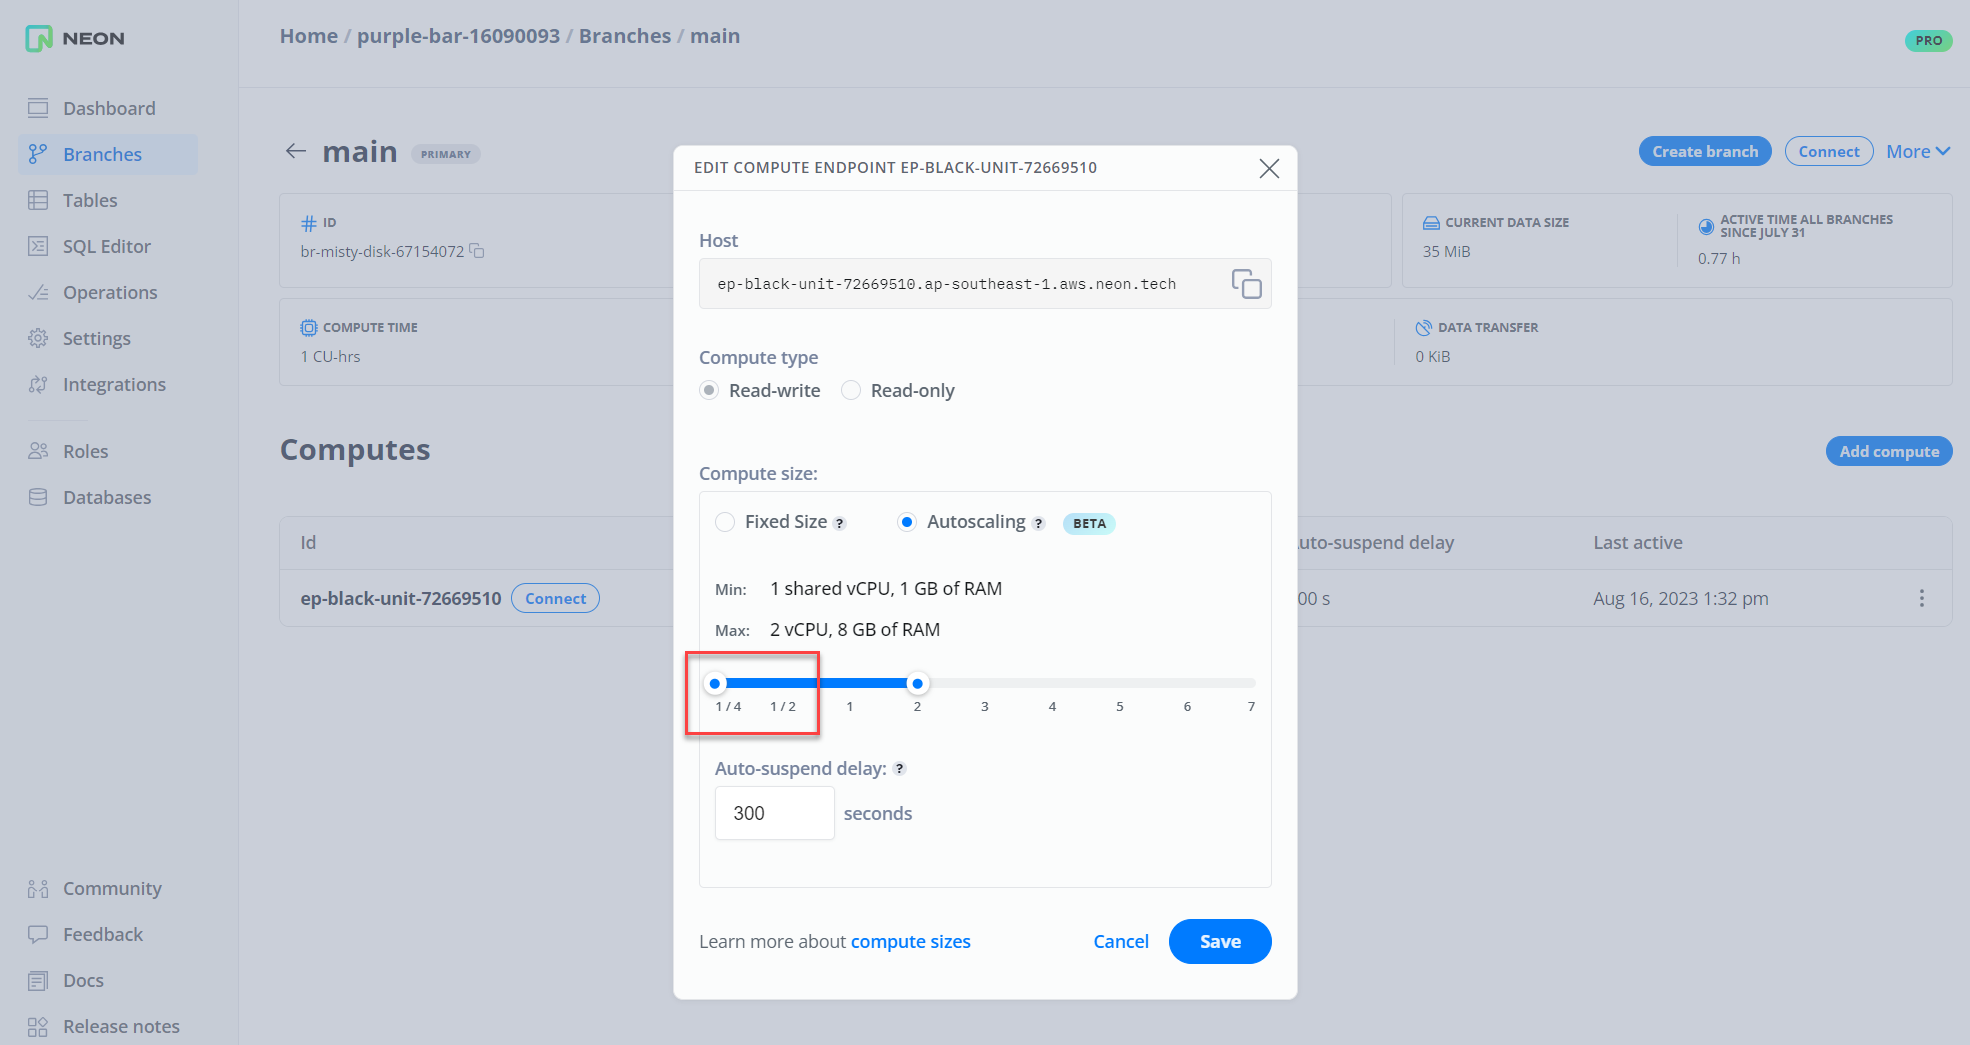 NEON
Home / purple-bar-16090093 / Branches / main
PRO
Dashboard
Branches
Tables
SQL Editor
Operations
Settings
Integrations
Roles
Databases
Community
Feedback
Docs
Release notes
main PRIMARY
Create branch Connect More
ID
br-misty-disk-67154072
CURRENT DATA SIZE
35 MiB
ACTIVE TIME ALL BRANCHES
SINCE JULY 31
0.77 h
COMPUTE TIME
1 CU-hrs
DATA TRANSFER
0 KiB
Computes
Add compute
Id
uto-suspend delay
Last active
ep-black-unit-72669510 Connect
00 s
Aug 16, 2023 1:32 pm
EDIT COMPUTE ENDPOINT EP-BLACK-UNIT-72669510
Host
ep-black-unit-72669510.ap-southeast-1.aws.neon.tech
Compute type
Read-write Read-only
Compute size:
Fixed Size ? Autoscaling ? BETA
Min: 1 shared vCPU, 1 GB of RAM
Max: 2 vCPU, 8 GB of RAM
1 / 4 1 / 2 1 2 3 4 5 6 7
Auto-suspend delay: ?
300 seconds
Learn more about compute sizes
Cancel Save